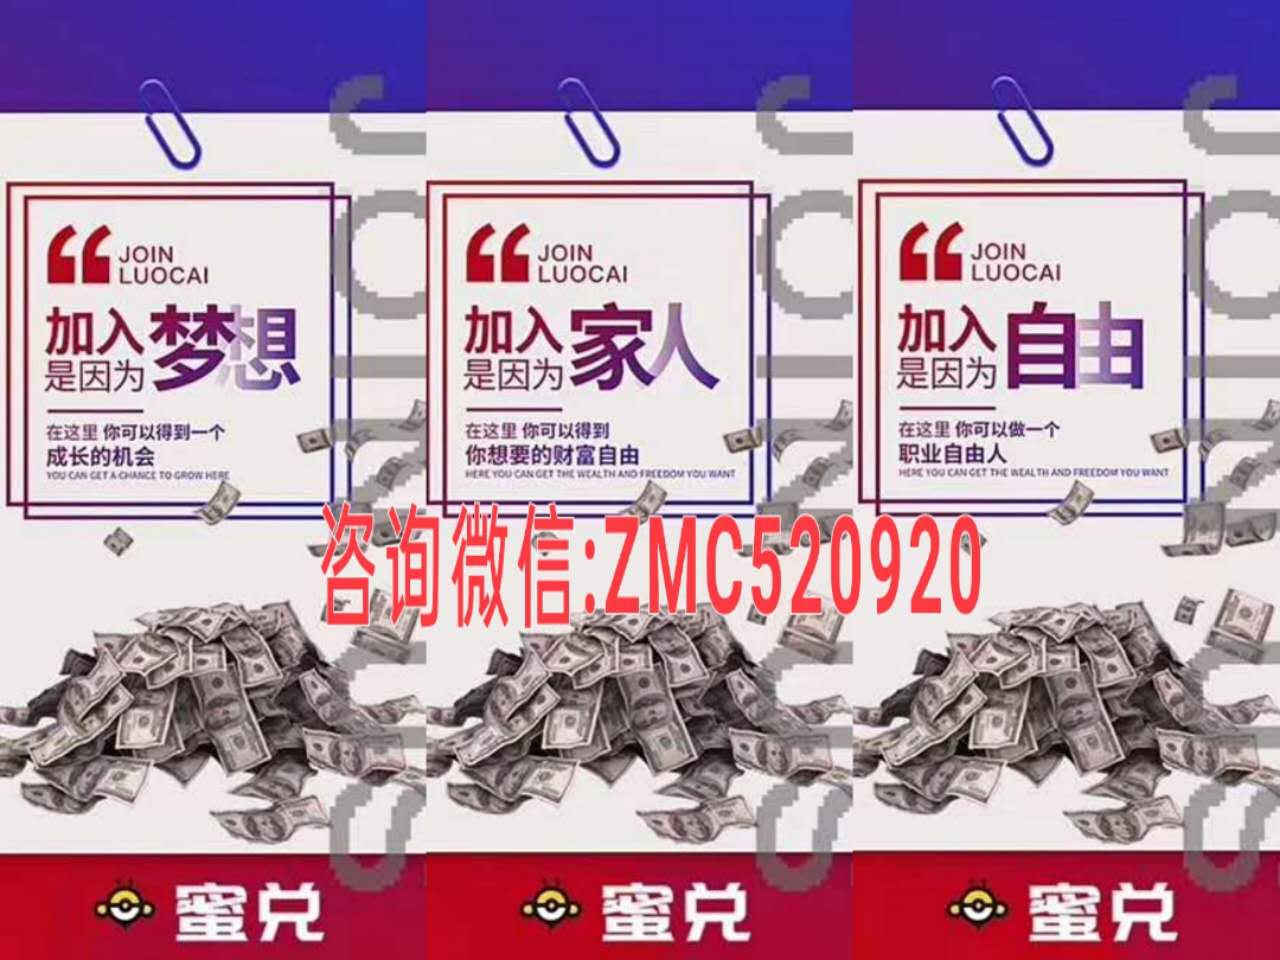 JOIN
LUOCAI
加入梦想
是因为
在这里 你可以得到一个
成长的机会
YOU CAN GET A CHANCE TO GROW HERE
JOIN
LUOCAI
加入家人
是因为
在这里 你可以得到
你想要的财富自由
HERE YOU CAN GET THE WEALTH AND FREEDOM YOU WANT
JOIN
LUOCAI
加入自由
是因为
在这里 你可以做一个
职业自由人
HERE YOU CAN GET THE WEALTH AND FREEDOM YOU WANT
咨询微信:ZMC520920
蜜兑
蜜兑
蜜兑